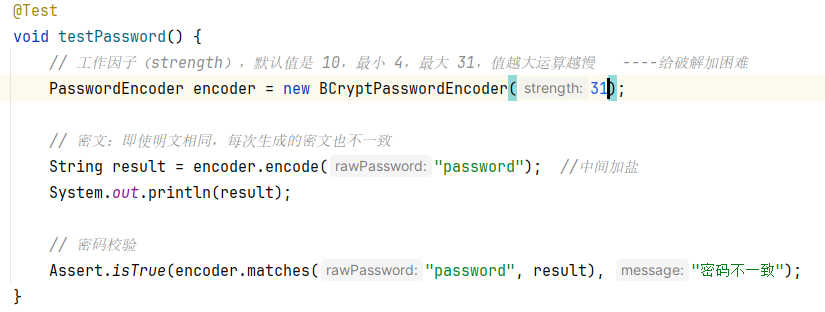 @Test
void testPassword() {
// 工作因子（strength），默认值是 10，最小 4，最大 31，值越大运算越慢 ----给破解加困难
PasswordEncoder encoder = new BCryptPasswordEncoder( strength: 31);
// 密文：即使明文相同，每次生成的密文也不一致
String result = encoder.encode( rawPassword: "password"); //中间加盐
System.out.println(result);
// 密码校验
Assert.isTrue(encoder.matches( rawPassword: "password", result), message: "密码不一致");
}